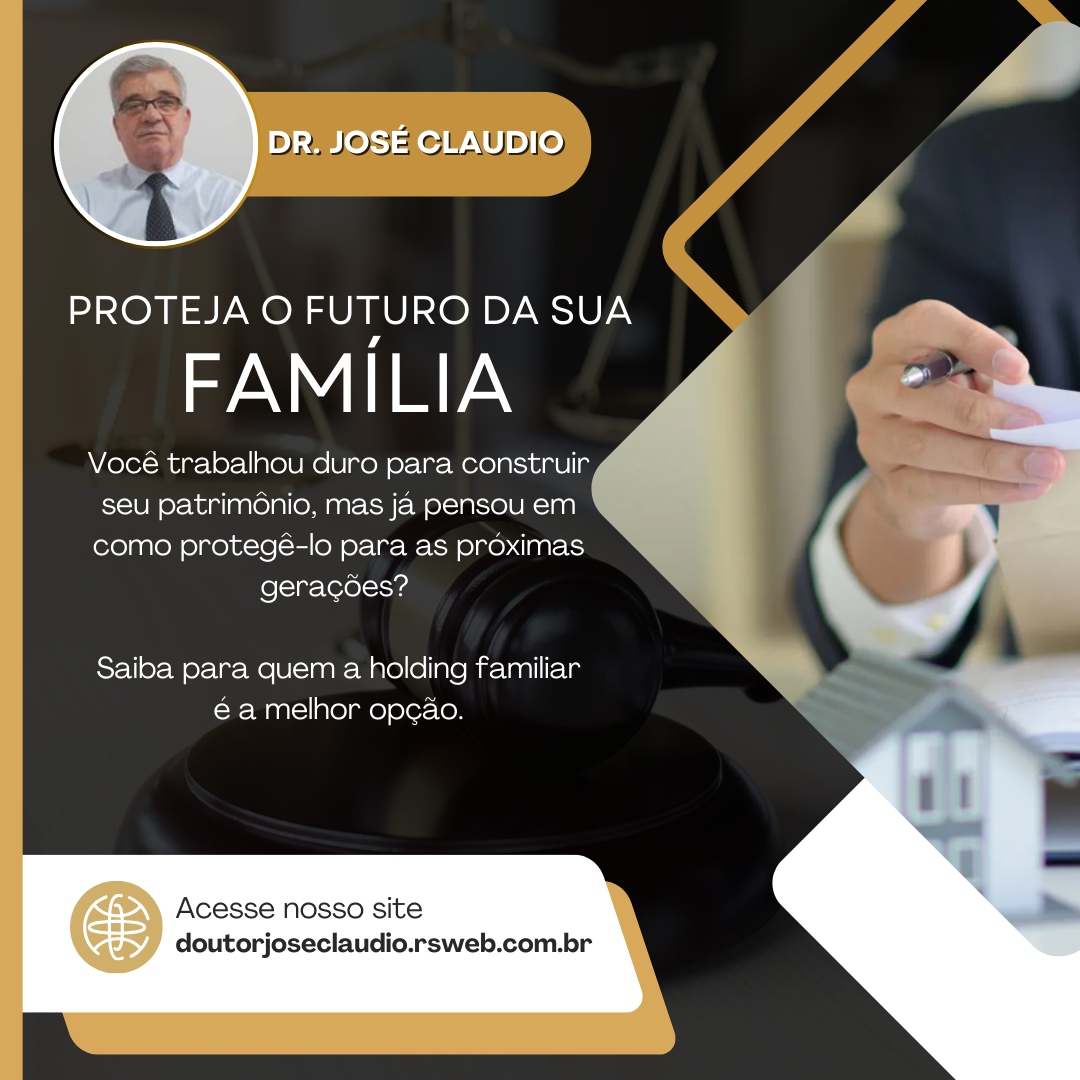 DR. JOSÉ CLAUDIO
PROTEJA O FUTURO DA SUA
FAMÍLIA
Você trabalhou duro para construir
seu patrimônio, mas já pensou em
como protegê-lo para as próximas
gerações?
Saiba para quem a holding familiar
é a melhor opção.
Acesse nosso site
doutorjoseclaudio.rsweb.com.br